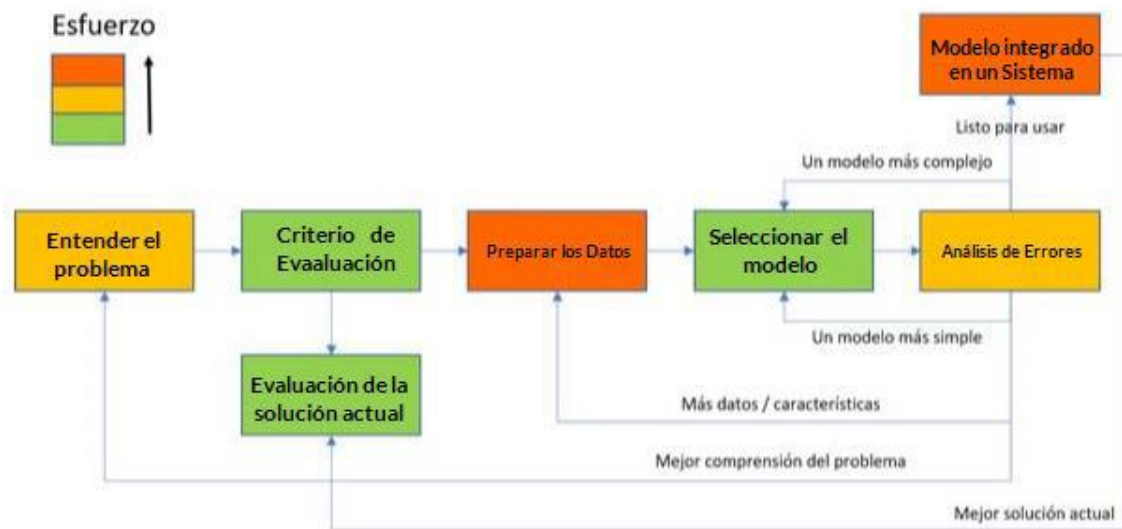 Esfuerzo
Modelo integrado
en un Sistema
Listo para usar
Un modelo más complejo
Entender el
problema
Criterio de
Evaaluación
Preparar los Datos
Seleccionar el
modelo
Análisis de Errores
Un modelo más simple
Evaluación de la
solución actual
Más datos / características
Mejor comprensión del problema
Mejor solución actual